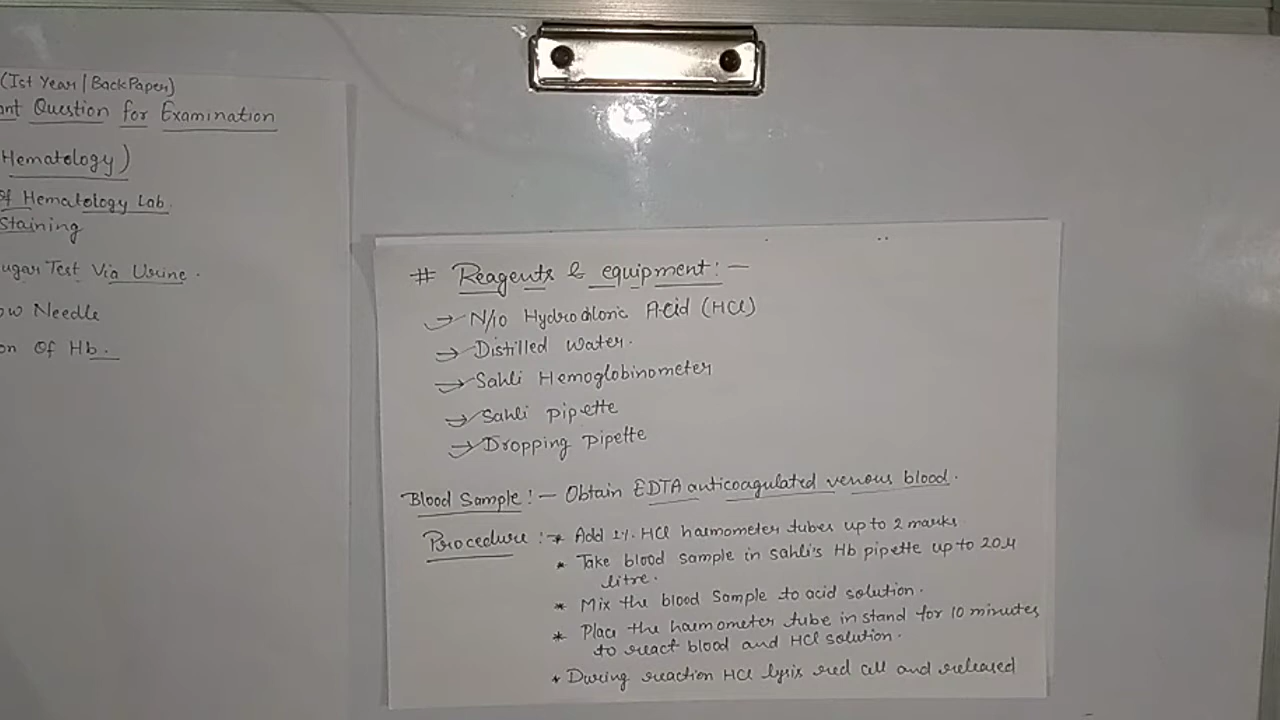 (Ist Year | Back Paper)
Question for Examination
Hematology)
Of Hematology Lab.
Staining
Test Via Urine.
Needle
Of Hb.
# Reagents & equipment:-
→ N/10 Hydrochloric Acid (HCl)
→ Distilled Water.
→ Sahli Hemoglobinometer
→ Sahli pipette
→ Dropping pipette
Blood Sample:- Obtain EDTA anticoagulated venous blood.
Procedure:- * Add 1%. HCl haemometer tubes up to 2 marks
* Take blood sample in sahli's Hb pipette up to 20 μ
litre.
* Mix the blood Sample to acid solution.
* Place the haemometer tube in stand for 10 minutes
to react blood and HCl solution.
* During reaction HCl lysis red cell and released